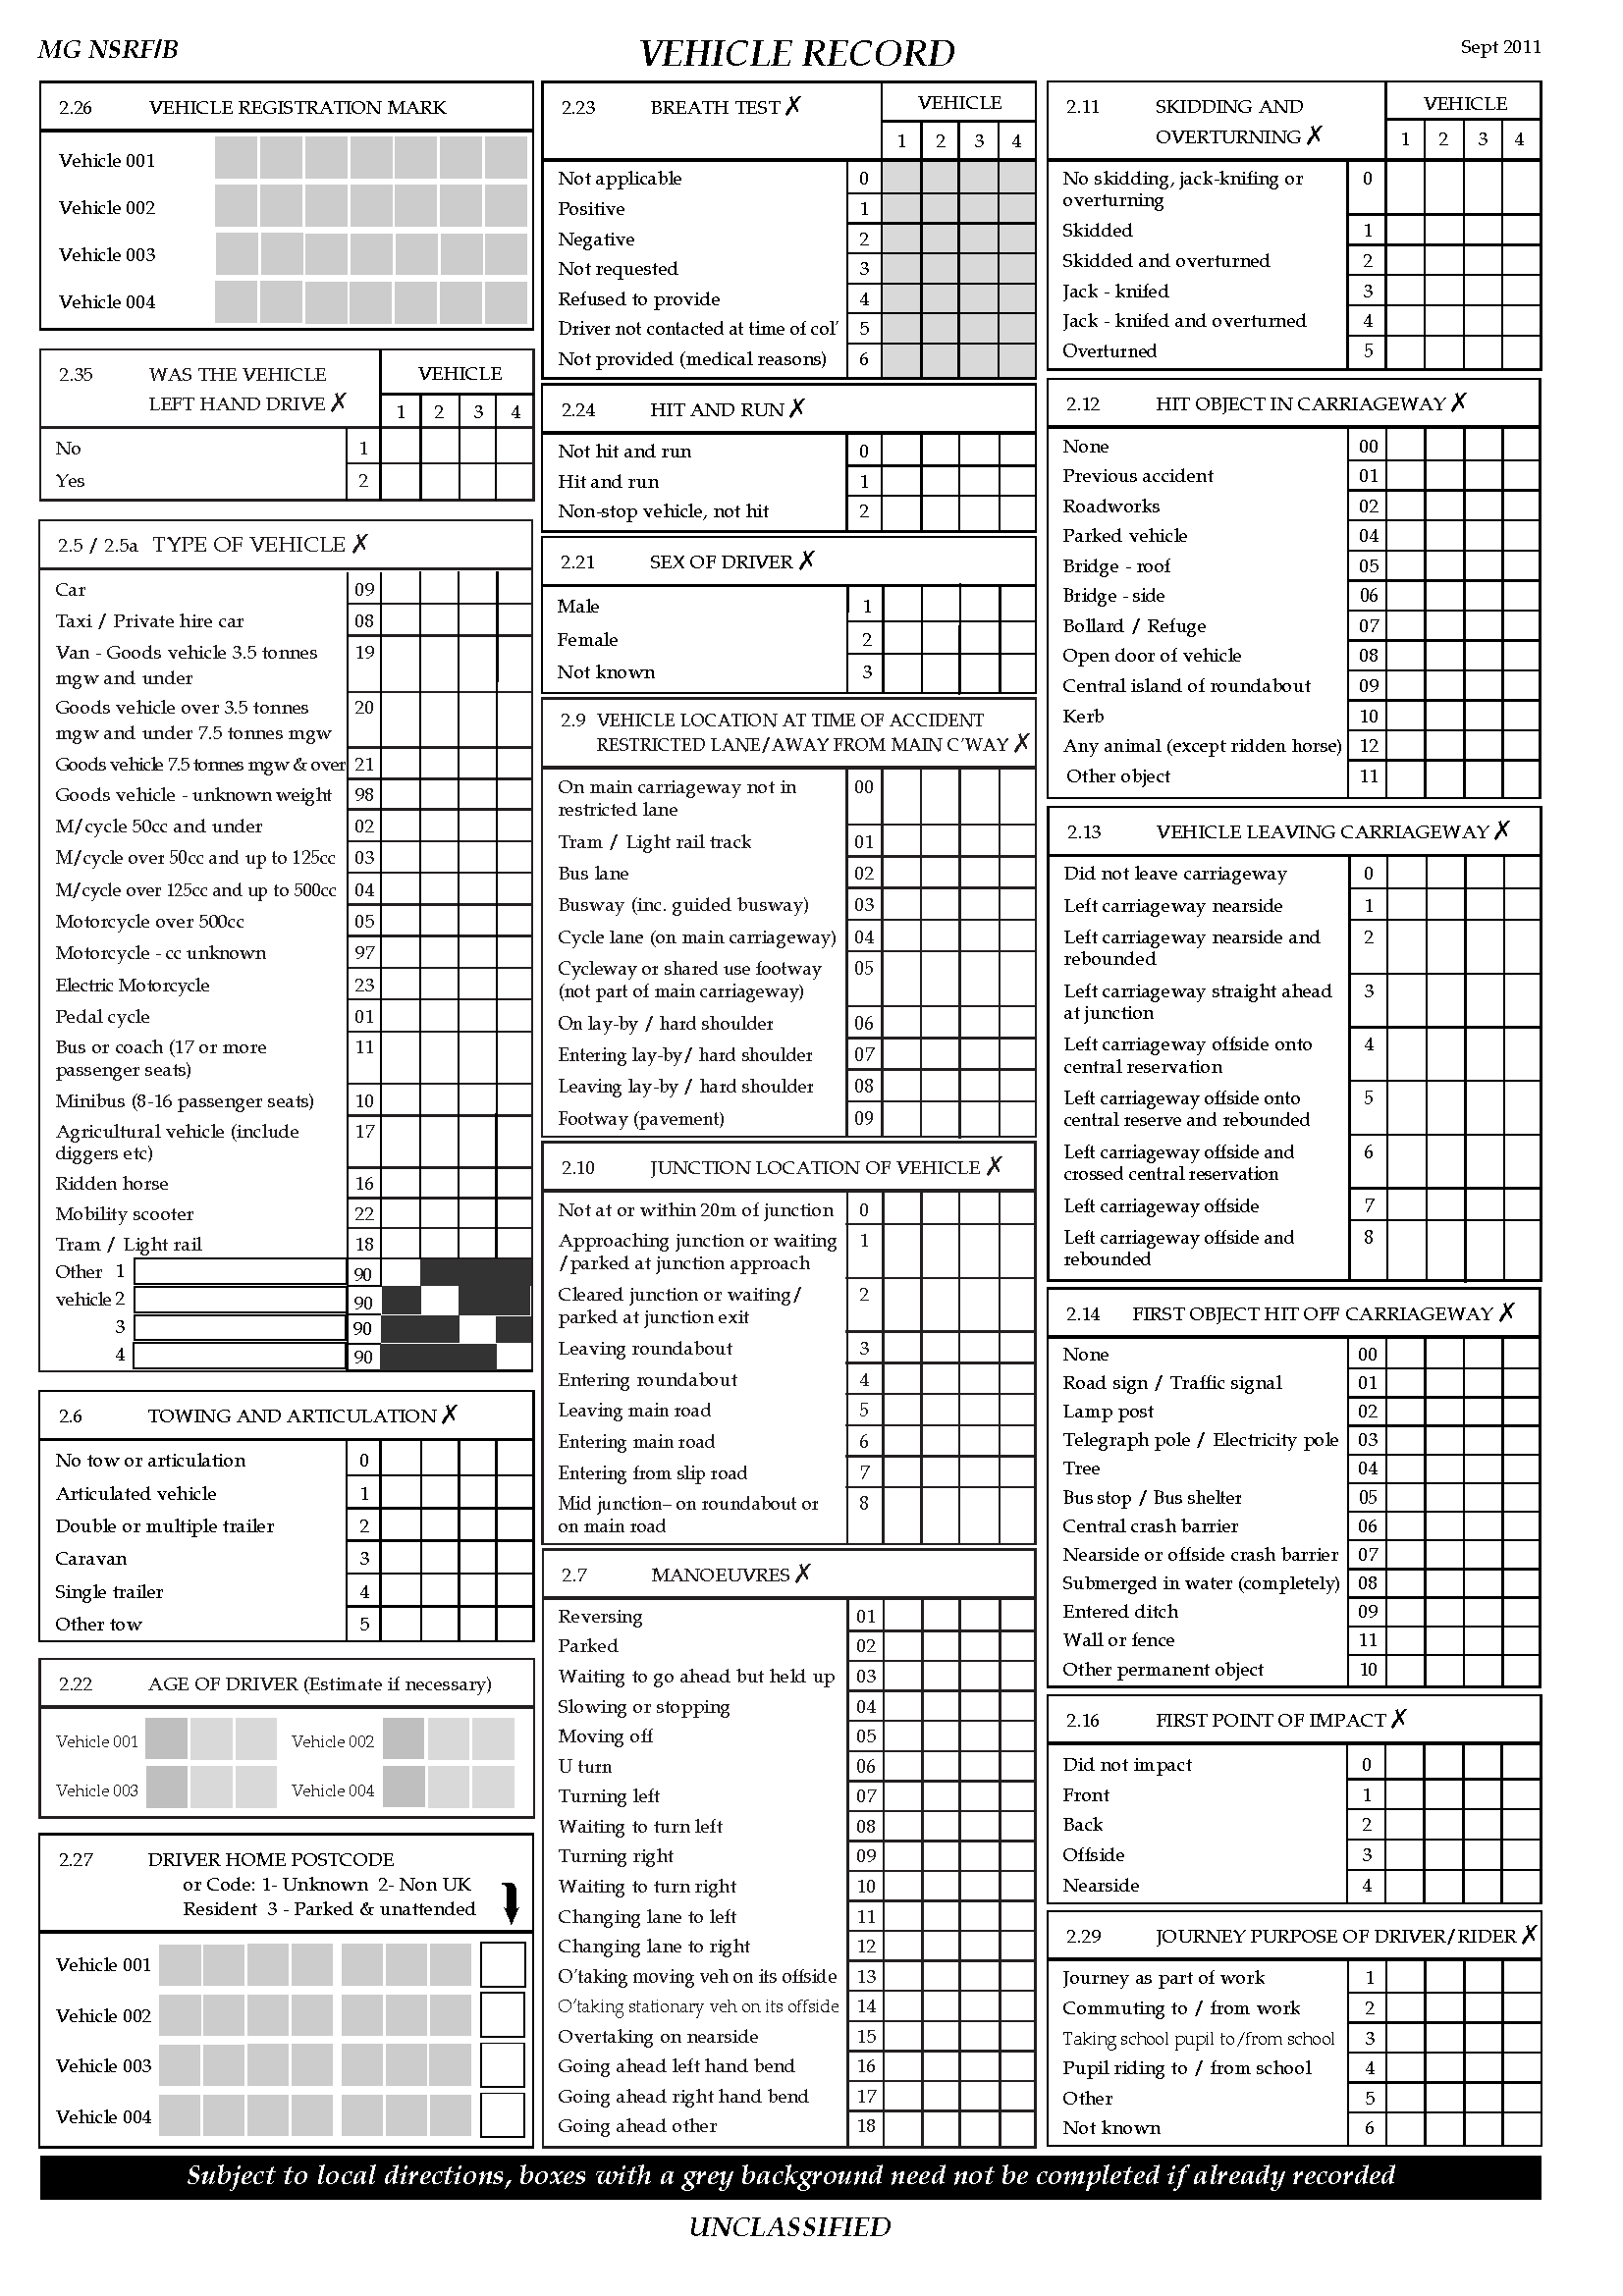 MG NSRF/B
VEHICLE RECORD
Sept 2011
2.26 VEHICLE REGISTRATION MARK
Vehicle 001
Vehicle 002
Vehicle 003
Vehicle 004
2.35 WAS THE VEHICLE
LEFT HAND DRIVE ✗
VEHICLE
1 2 3 4
No 1
Yes 2
2.5 / 2.5a TYPE OF VEHICLE ✗
Car 09
Taxi / Private hire car 08
Van - Goods vehicle 3.5 tonnes 19
mgw and under
Goods vehicle over 3.5 tonnes 20
mgw and under 7.5 tonnes mgw
Goods vehicle 7.5 tonnes mgw & over 21
Goods vehicle - unknown weight 98
M/cycle 50cc and under 02
M/cycle over 50cc and up to 125cc 03
M/cycle over 125cc and up to 500cc 04
Motorcycle over 500cc 05
Motorcycle - cc unknown 97
Electric Motorcycle 23
Pedal cycle 01
Bus or coach (17 or more 11
passenger seats)
Minibus (8-16 passenger seats) 10
Agricultural vehicle (include 17
diggers etc)
Ridden horse 16
Mobility scooter 22
Tram / Light rail 18
Other 1 90
vehicle 2 90
3 90
4 90
2.6 TOWING AND ARTICULATION ✗
No tow or articulation 0
Articulated vehicle 1
Double or multiple trailer 2
Caravan 3
Single trailer 4
Other tow 5
2.22 AGE OF DRIVER (Estimate if necessary)
Vehicle 001 Vehicle 002
Vehicle 003 Vehicle 004
2.27 DRIVER HOME POSTCODE
or Code: 1- Unknown 2- Non UK
Resident 3 - Parked & unattended
Vehicle 001
Vehicle 002
Vehicle 003
Vehicle 004
2.23 BREATH TEST ✗
VEHICLE
1 2 3 4
Not applicable 0
Positive 1
Negative 2
Not requested 3
Refused to provide 4
Driver not contacted at time of col' 5
Not provided (medical reasons) 6
2.24 HIT AND RUN ✗
Not hit and run 0
Hit and run 1
Non-stop vehicle, not hit 2
2.21 SEX OF DRIVER ✗
Male 1
Female 2
Not known 3
2.9 VEHICLE LOCATION AT TIME OF ACCIDENT
RESTRICTED LANE/AWAY FROM MAIN C'WAY ✗
On main carriageway not in 00
restricted lane
Tram / Light rail track 01
Bus lane 02
Busway (inc. guided busway) 03
Cycle lane (on main carriageway) 04
Cycleway or shared use footway 05
(not part of main carriageway)
On lay-by / hard shoulder 06
Entering lay-by/ hard shoulder 07
Leaving lay-by / hard shoulder 08
Footway (pavement) 09
2.10 JUNCTION LOCATION OF VEHICLE ✗
Not at or within 20m of junction 0
Approaching junction or waiting 1
/parked at junction approach
Cleared junction or waiting/ 2
parked at junction exit
Leaving roundabout 3
Entering roundabout 4
Leaving main road 5
Entering main road 6
Entering from slip road 7
Mid junction– on roundabout or 8
on main road
2.7 MANOEUVRES ✗
Reversing 01
Parked 02
Waiting to go ahead but held up 03
Slowing or stopping 04
Moving off 05
U turn 06
Turning left 07
Waiting to turn left 08
Turning right 09
Waiting to turn right 10
Changing lane to left 11
Changing lane to right 12
O'taking moving veh on its offside 13
O'taking stationary veh on its offside 14
Overtaking on nearside 15
Going ahead left hand bend 16
Going ahead right hand bend 17
Going ahead other 18
2.11 SKIDDING AND
OVERTURNING ✗
VEHICLE
1 2 3 4
No skidding, jack-knifing or 0
overturning
Skidded 1
Skidded and overturned 2
Jack - knifed 3
Jack - knifed and overturned 4
Overturned 5
2.12 HIT OBJECT IN CARRIAGEWAY ✗
None 00
Previous accident 01
Roadworks 02
Parked vehicle 04
Bridge - roof 05
Bridge - side 06
Bollard / Refuge 07
Open door of vehicle 08
Central island of roundabout 09
Kerb 10
Any animal (except ridden horse) 12
Other object 11
2.13 VEHICLE LEAVING CARRIAGEWAY ✗
Did not leave carriageway 0
Left carriageway nearside 1
Left carriageway nearside and 2
rebounded
Left carriageway straight ahead 3
at junction
Left carriageway offside onto 4
central reservation
Left carriageway offside onto 5
central reserve and rebounded
Left carriageway offside and 6
crossed central reservation
Left carriageway offside 7
Left carriageway offside and 8
rebounded
2.14 FIRST OBJECT HIT OFF CARRIAGEWAY ✗
None 00
Road sign / Traffic signal 01
Lamp post 02
Telegraph pole / Electricity pole 03
Tree 04
Bus stop / Bus shelter 05
Central crash barrier 06
Nearside or offside crash barrier 07
Submerged in water (completely) 08
Entered ditch 09
Wall or fence 11
Other permanent object 10
2.16 FIRST POINT OF IMPACT ✗
Did not impact 0
Front 1
Back 2
Offside 3
Nearside 4
2.29 JOURNEY PURPOSE OF DRIVER/RIDER ✗
Journey as part of work 1
Commuting to / from work 2
Taking school pupil to/from school 3
Pupil riding to / from school 4
Other 5
Not known 6
Subject to local directions, boxes with a grey background need not be completed if already recorded
UNCLASSIFIED